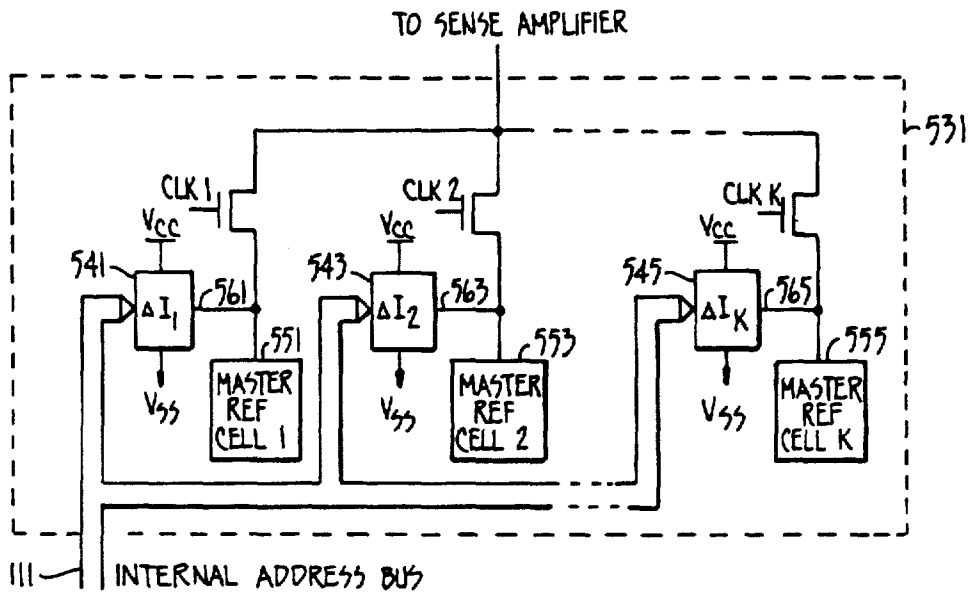 TO SENSE AMPLIFIER
531
CLK 1
CLK 2
CLK K
VCC
VCC
VCC
541
543
545
ΔI1
561
ΔI2
563
ΔIK
565
551
553
555
VSS
VSS
VSS
MASTER
REF
CELL 1
MASTER
REF
CELL 2
MASTER
REF
CELL K
111
INTERNAL ADDRESS BUS